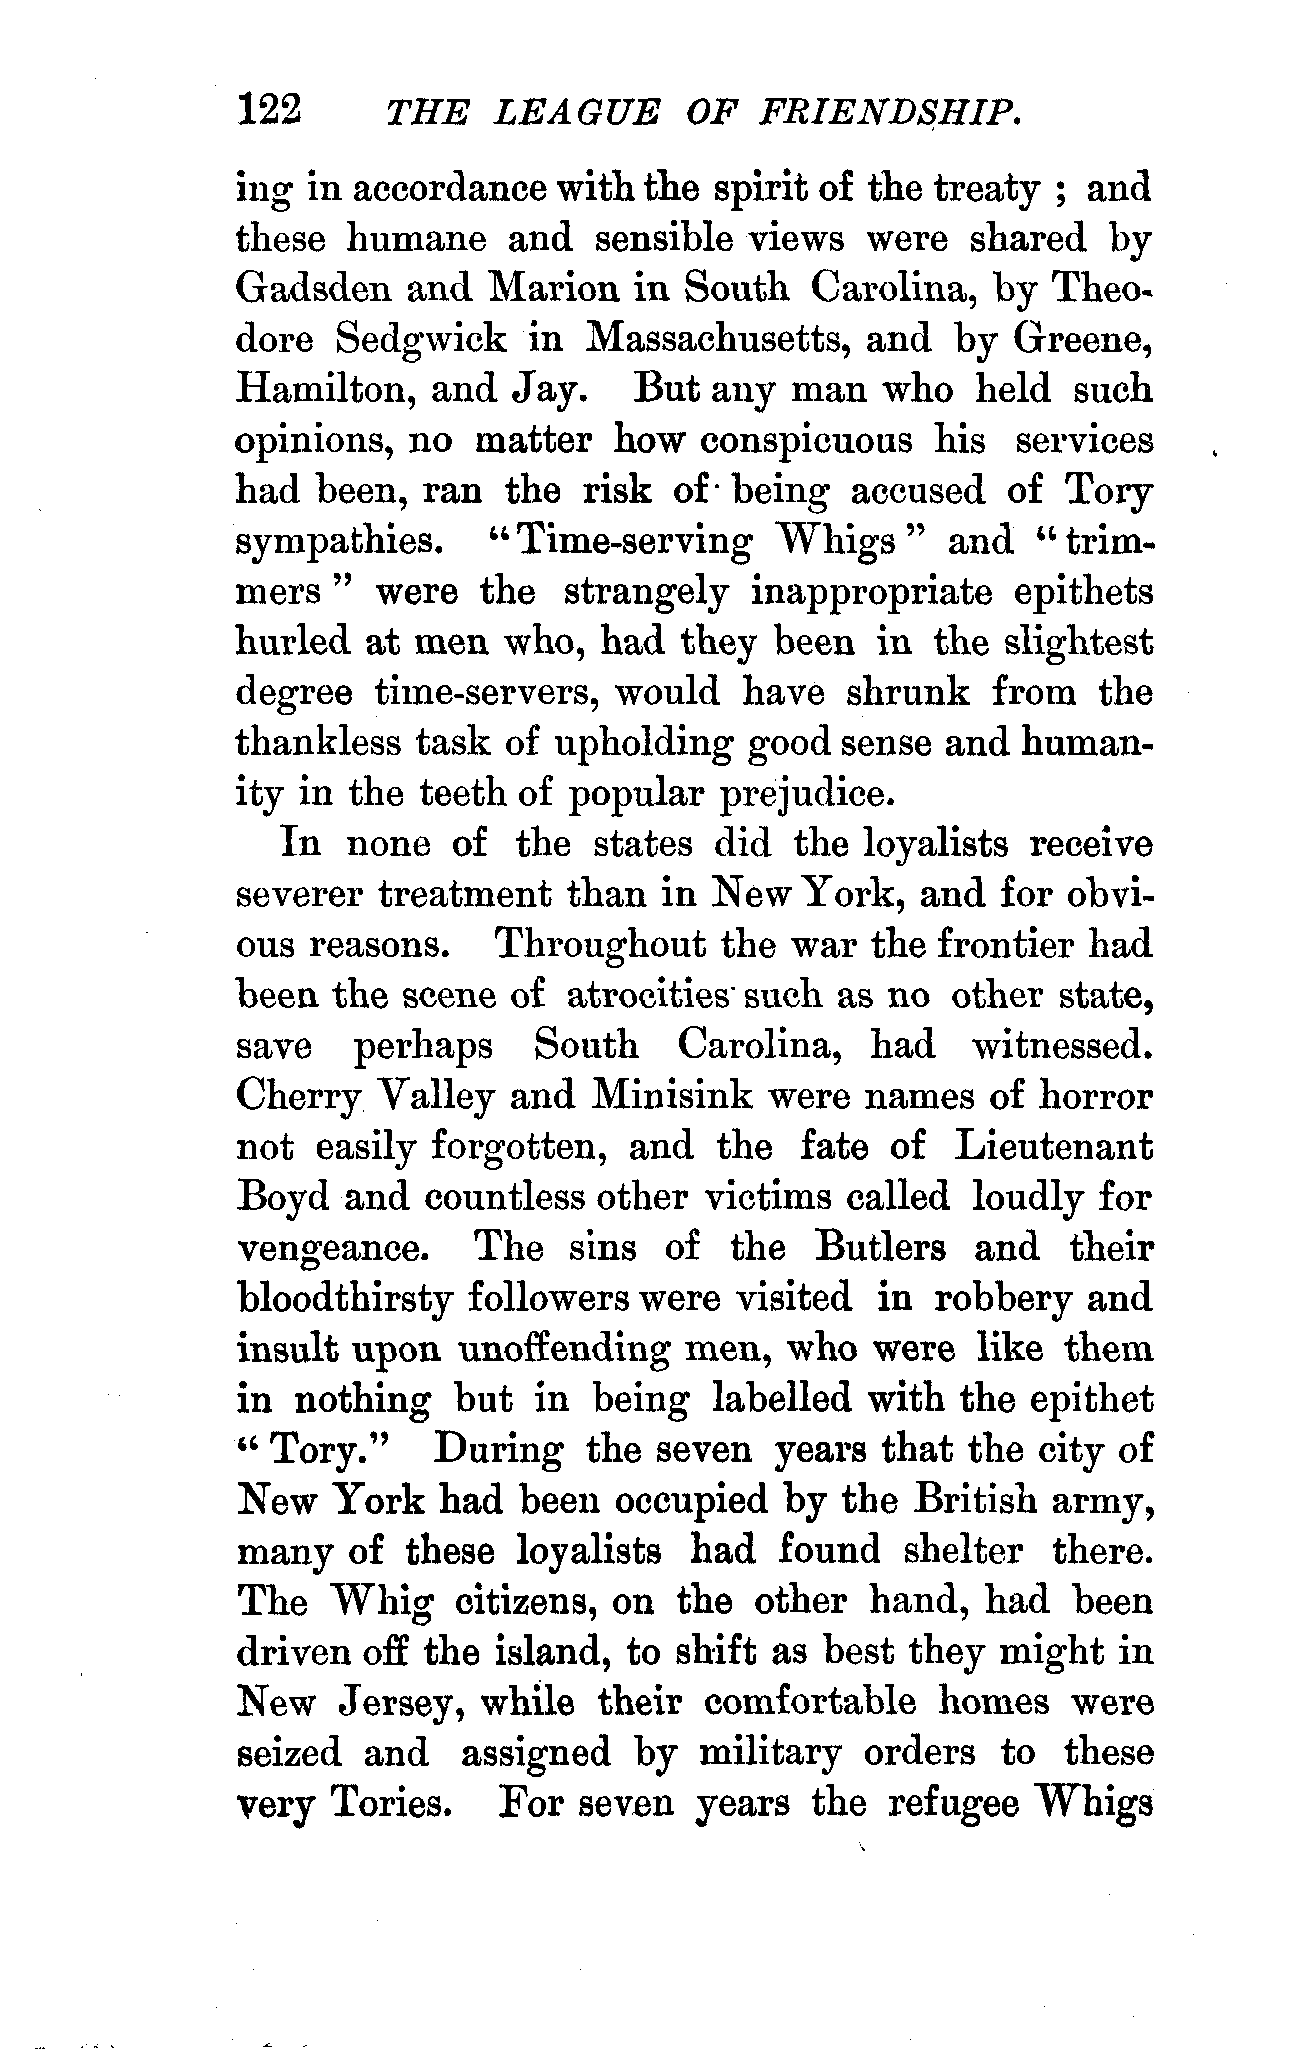 122 THE LEAGUE OF FRIENDSHIP.
ing in accordance with the spirit of the treaty ; and
these humane and sensible views were shared by
Gadsden and Marion in South Carolina, by Theo-
dore Sedgwick in Massachusetts, and by Greene,
Hamilton, and Jay. But any man who held such
opinions, no matter how conspicuous his services
had been, ran the risk of being accused of Tory
sympathies. "Time-serving Whigs" and "trim-
mers" were the strangely inappropriate epithets
hurled at men who, had they been in the slightest
degree time-servers, would have shrunk from the
thankless task of upholding good sense and human-
ity in the teeth of popular prejudice.
In none of the states did the loyalists receive
severer treatment than in New York, and for obvi-
ous reasons. Throughout the war the frontier had
been the scene of atrocities such as no other state,
save perhaps South Carolina, had witnessed.
Cherry Valley and Minisink were names of horror
not easily forgotten, and the fate of Lieutenant
Boyd and countless other victims called loudly for
vengeance. The sins of the Butlers and their
bloodthirsty followers were visited in robbery and
insult upon unoffending men, who were like them
in nothing but in being labelled with the epithet
"Tory." During the seven years that the city of
New York had been occupied by the British army,
many of these loyalists had found shelter there.
The Whig citizens, on the other hand, had been
driven off the island, to shift as best they might in
New Jersey, while their comfortable homes were
seized and assigned by military orders to these
very Tories. For seven years the refugee Whigs